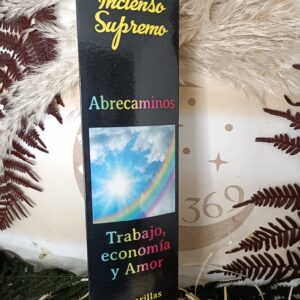 Incienso
Supremo
Abrecaminos
369
Trabajo,
economía
y Amor